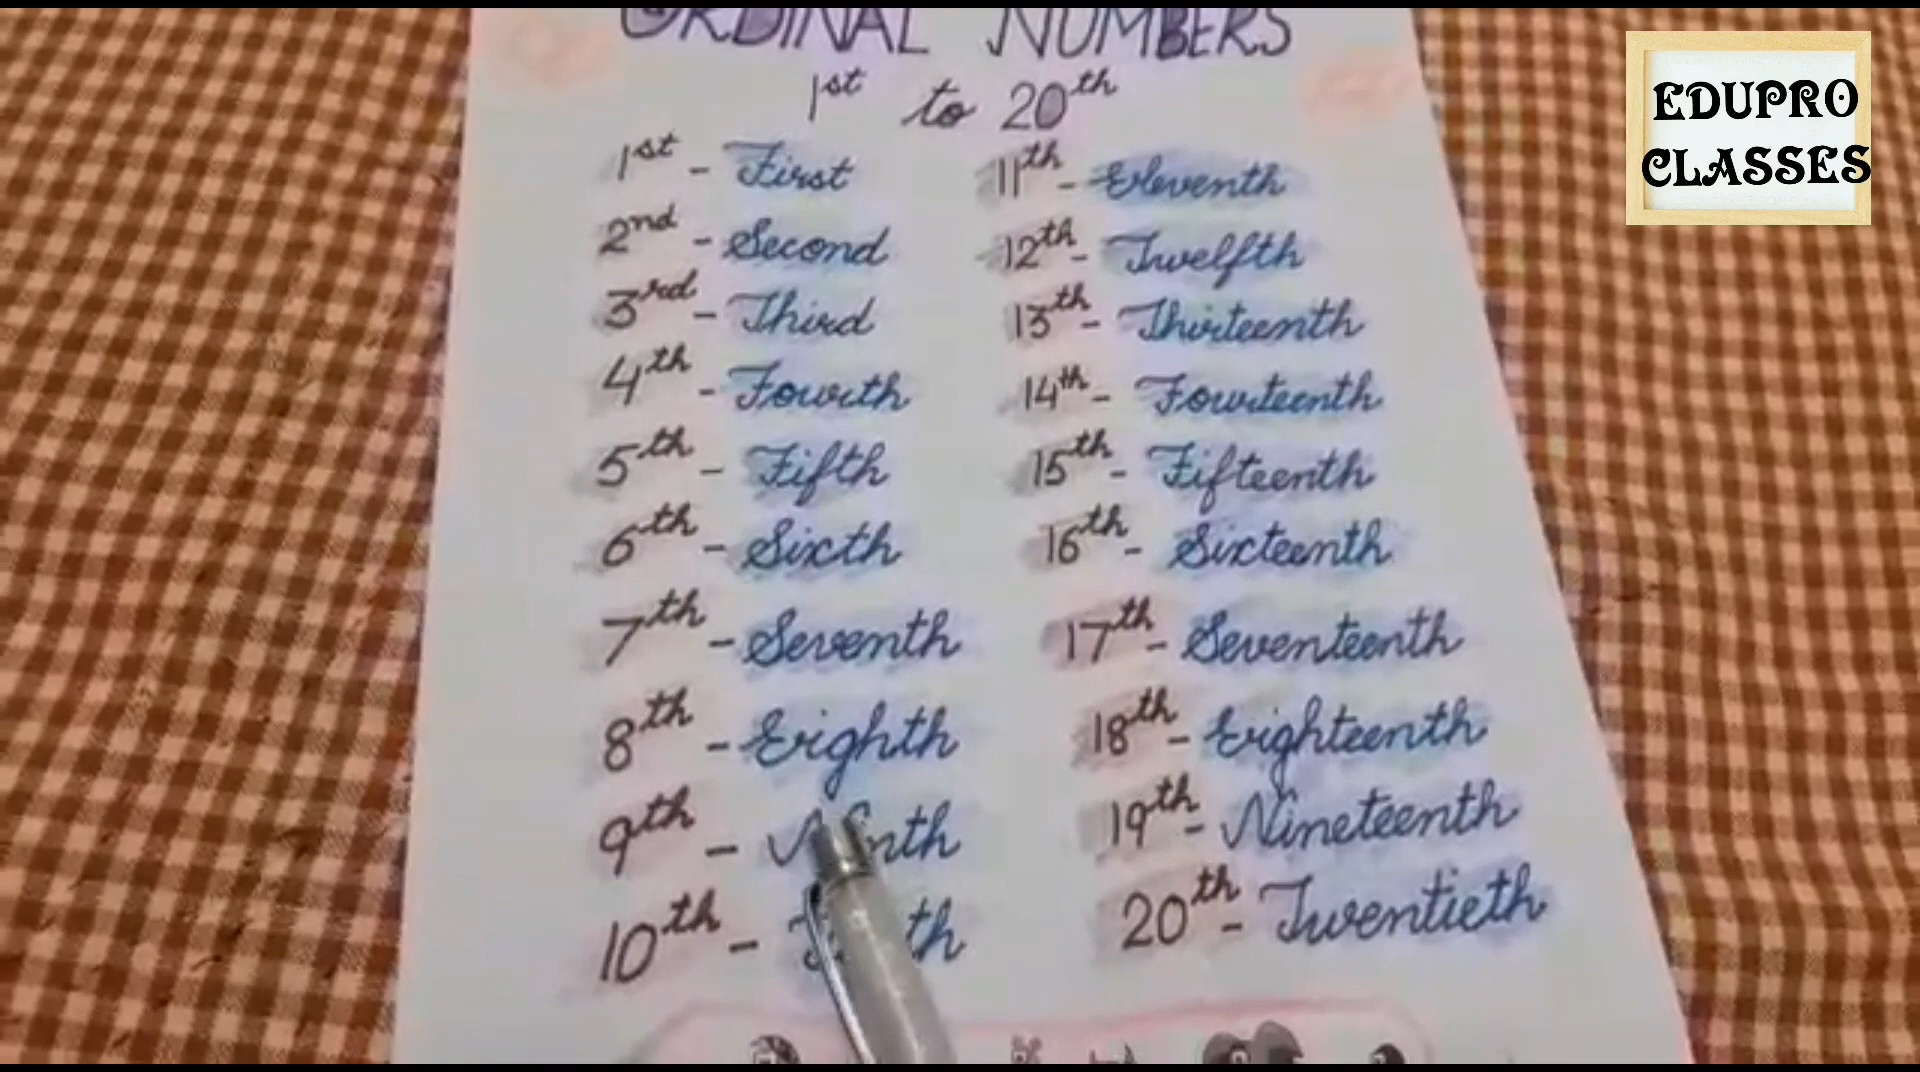 ORDINAL NUMBERS
1st to 20th
1st - First
2nd - Second
3rd - Third
4th - Fourth
5th - Fifth
6th - Sixth
7th - Seventh
8th - Eighth
9th - Ninth
10th -
11th - Eleventh
12th - Twelfth
13th - Thirteenth
14th - Fourteenth
15th - Fifteenth
16th - Sixteenth
17th - Seventeenth
18th - Eighteenth
19th - Nineteenth
20th - Twentieth
EDUPRO
CLASSES